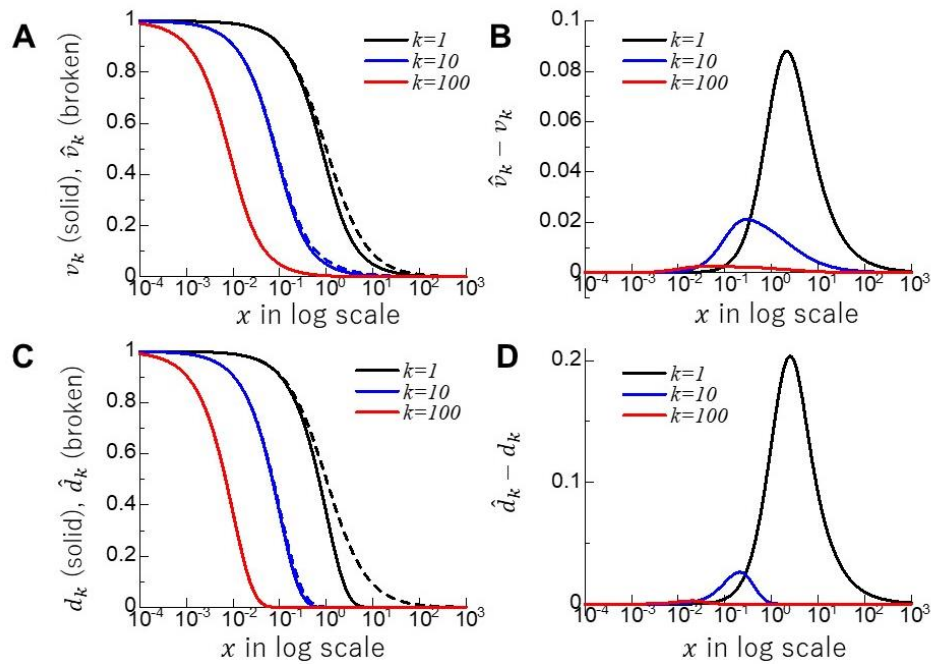 A
v_k (solid), v̂_k (broken)
1
0.8
0.6
0.4
0.2
0
k=1
k=10
k=100
10^-4 10^-3 10^-2 10^-1 10^0 10^1 10^2 10^3
x in log scale
B
v̂_k − v_k
0.1
0.08
0.06
0.04
0.02
0
k=1
k=10
k=100
10^-4 10^-3 10^-2 10^-1 10^0 10^1 10^2 10^3
x in log scale
C
d_k (solid), d̂_k (broken)
1
0.8
0.6
0.4
0.2
0
k=1
k=10
k=100
10^-4 10^-3 10^-2 10^-1 10^0 10^1 10^2 10^3
x in log scale
D
d̂_k − d_k
0.2
0.1
0
k=1
k=10
k=100
10^-4 10^-3 10^-2 10^-1 10^0 10^1 10^2 10^3
x in log scale